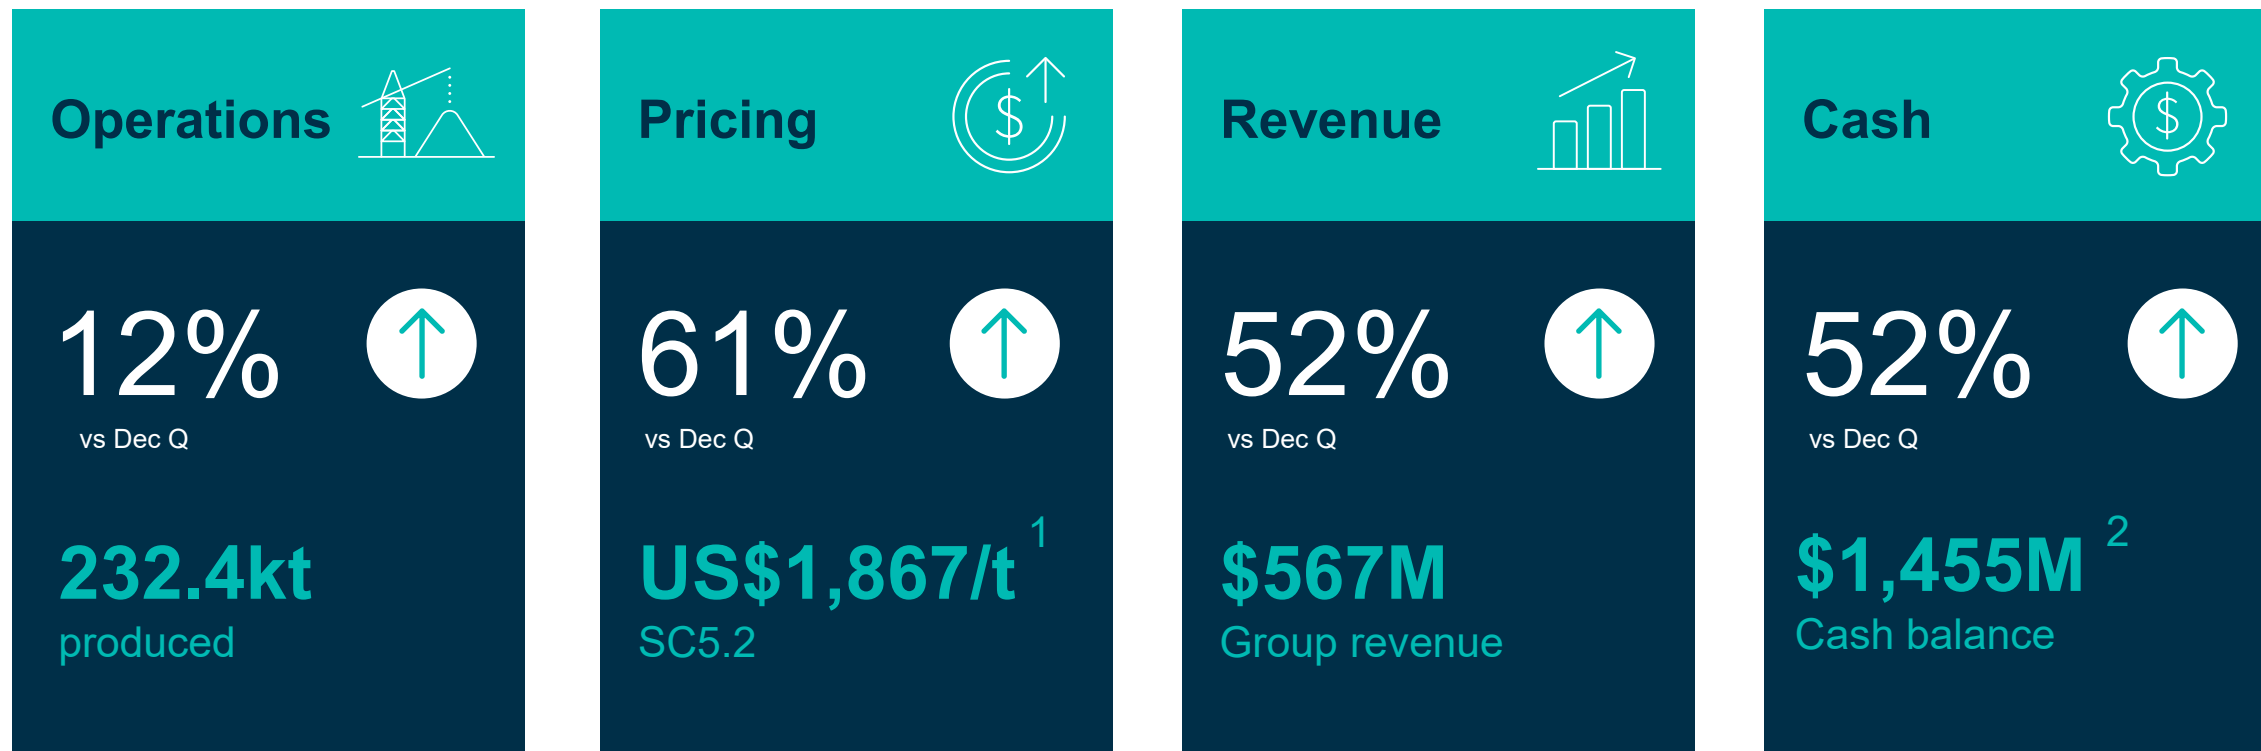 Operations
12%
vs Dec Q
232.4kt
produced
Pricing
$
61%
vs Dec Q
US$1,867/t 1
SC5.2
Revenue
52%
vs Dec Q
$567M
Group revenue
Cash
$
52%
vs Dec Q
$1,455M 2
Cash balance